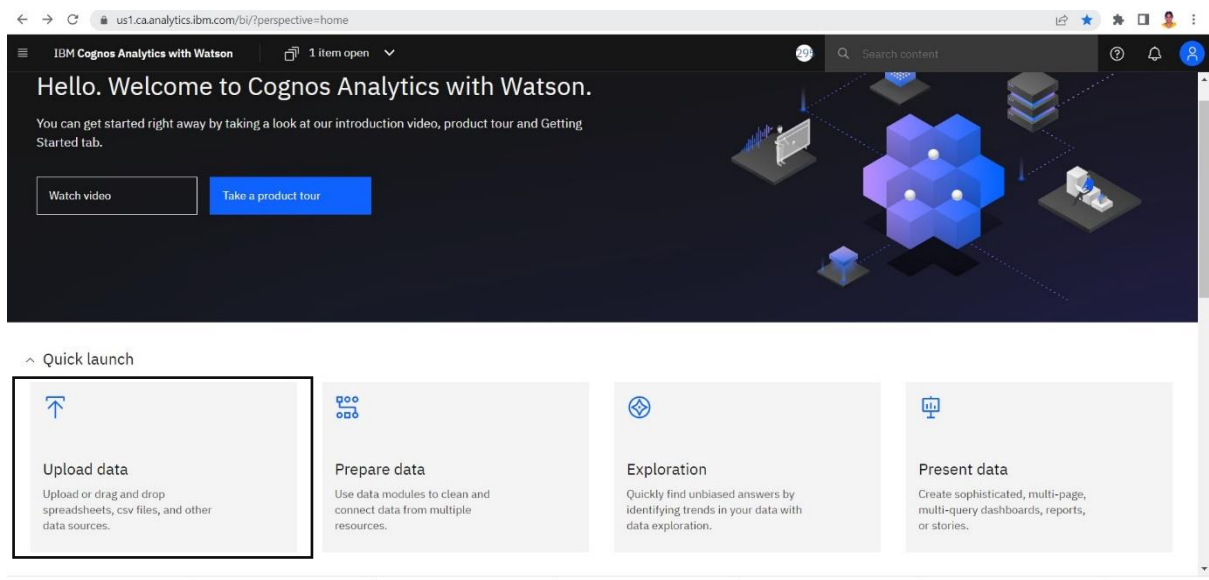 us1.ca.analytics.ibm.com/bi/?perspective=home
IBM Cognos Analytics with Watson
1 item open
295
Search content
Hello. Welcome to Cognos Analytics with Watson.
You can get started right away by taking a look at our introduction video, product tour and Getting
Started tab.
Watch video
Take a product tour
Quick launch
Upload data
Upload or drag and drop
spreadsheets, csv files, and other
data sources.
Prepare data
Use data modules to clean and
connect data from multiple
resources.
Exploration
Quickly find unbiased answers by
identifying trends in your data with
data exploration.
Present data
Create sophisticated, multi-page,
multi-query dashboards, reports,
or stories.